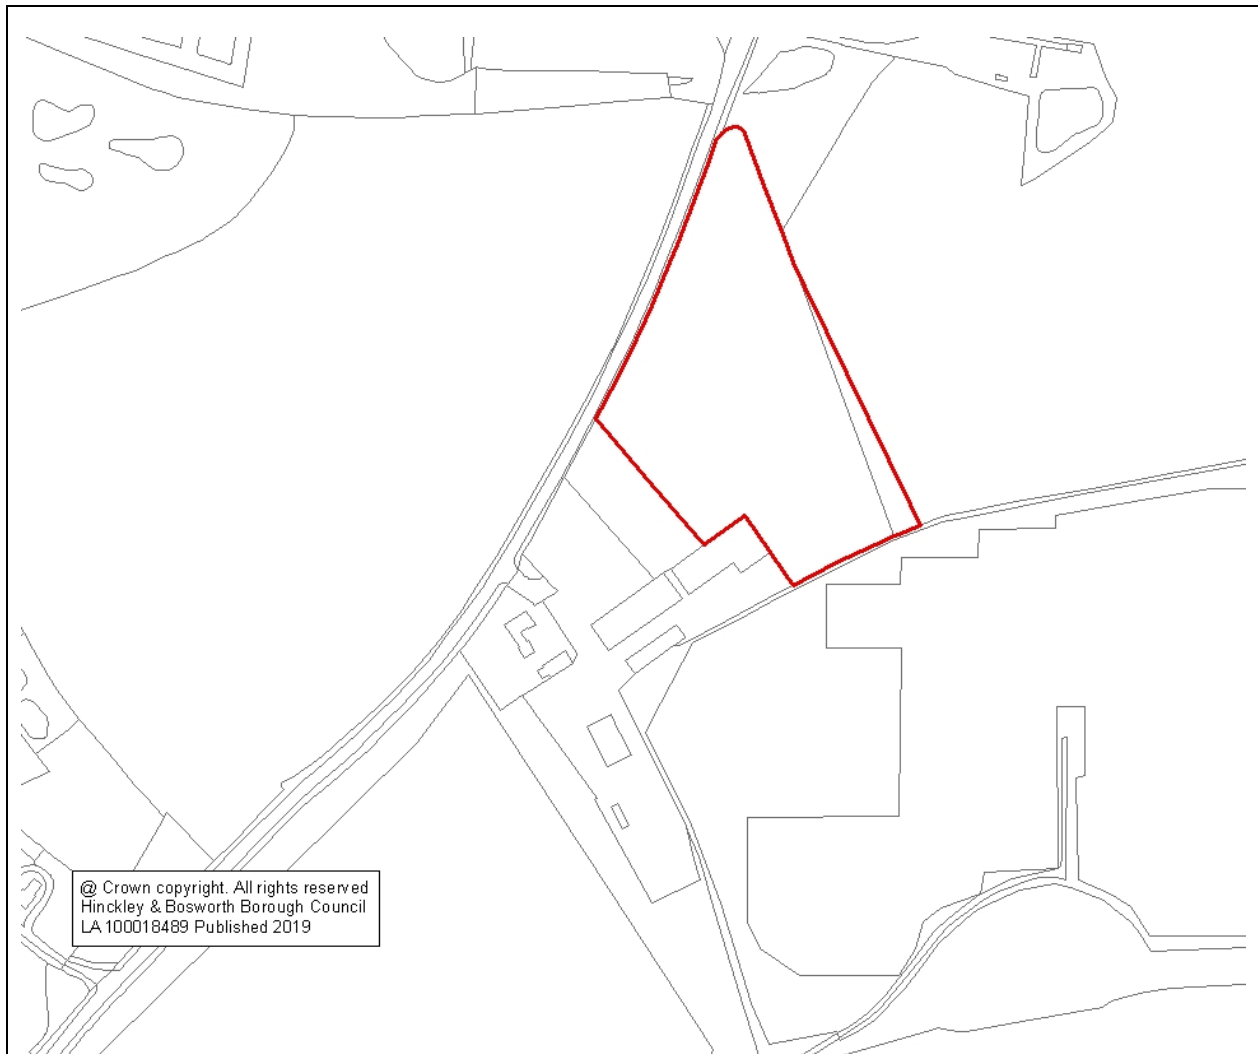 @ Crown copyright. All rights reserved
Hinckley & Bosworth Borough Council
LA 100018489 Published 2019